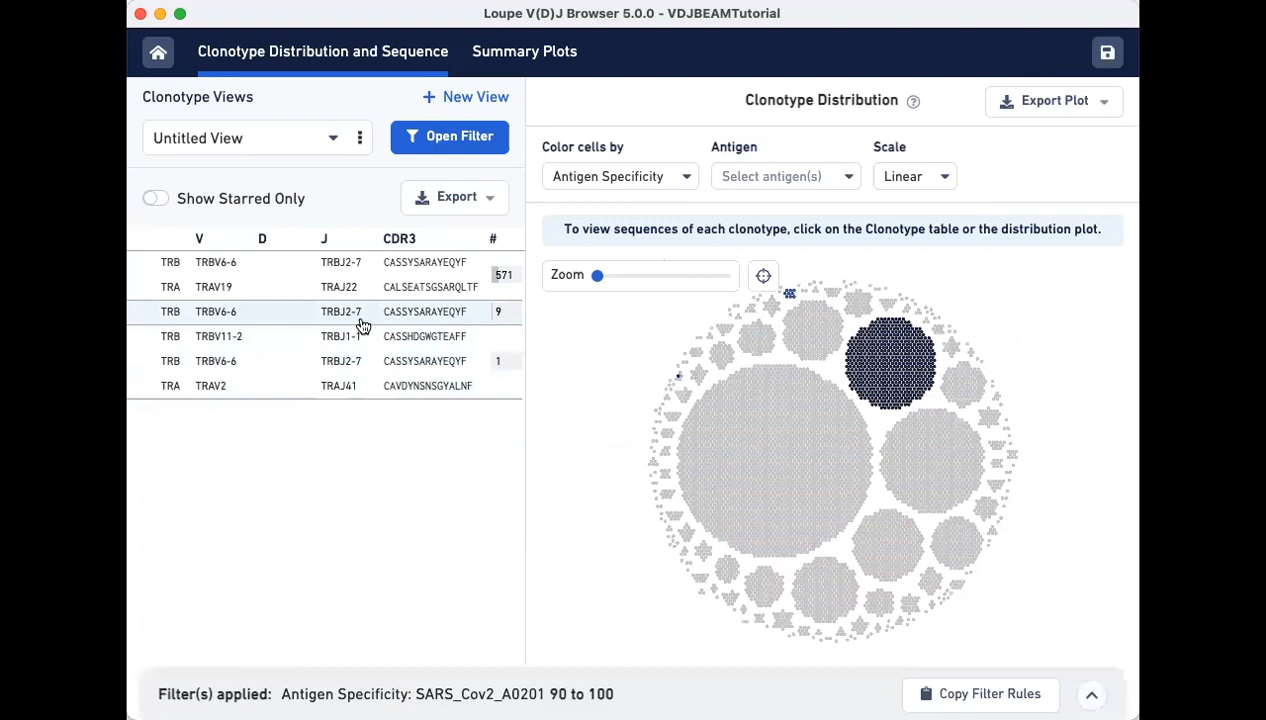 Loupe V(D)J Browser 5.0.0 - VDJBEAMTutorial
Clonotype Distribution and Sequence
Summary Plots
Clonotype Views
+ New View
Untitled View
Open Filter
Show Starred Only
Export
V D J CDR3 #
TRB TRBV6-6 TRBJ2-7 CASSYSARAYEQYF
571
TRA TRAV19 TRAJ22 CALSEATSGSARQLTF
TRB TRBV6-6 TRBJ2-7 CASSYSARAYEQYF 9
TRB TRBV11-2 TRBJ1-1 CASSHDGWGTEAFF
TRB TRBV6-6 TRBJ2-7 CASSYSARAYEQYF 1
TRA TRAV2 TRAJ41 CAVDYNSNSGYALNF
Clonotype Distribution ?
Export Plot
Color cells by
Antigen Specificity
Antigen
Select antigen(s)
Scale
Linear
To view sequences of each clonotype, click on the Clonotype table or the distribution plot.
Zoom
Filter(s) applied: Antigen Specificity: SARS_Cov2_A0201 90 to 100
Copy Filter Rules